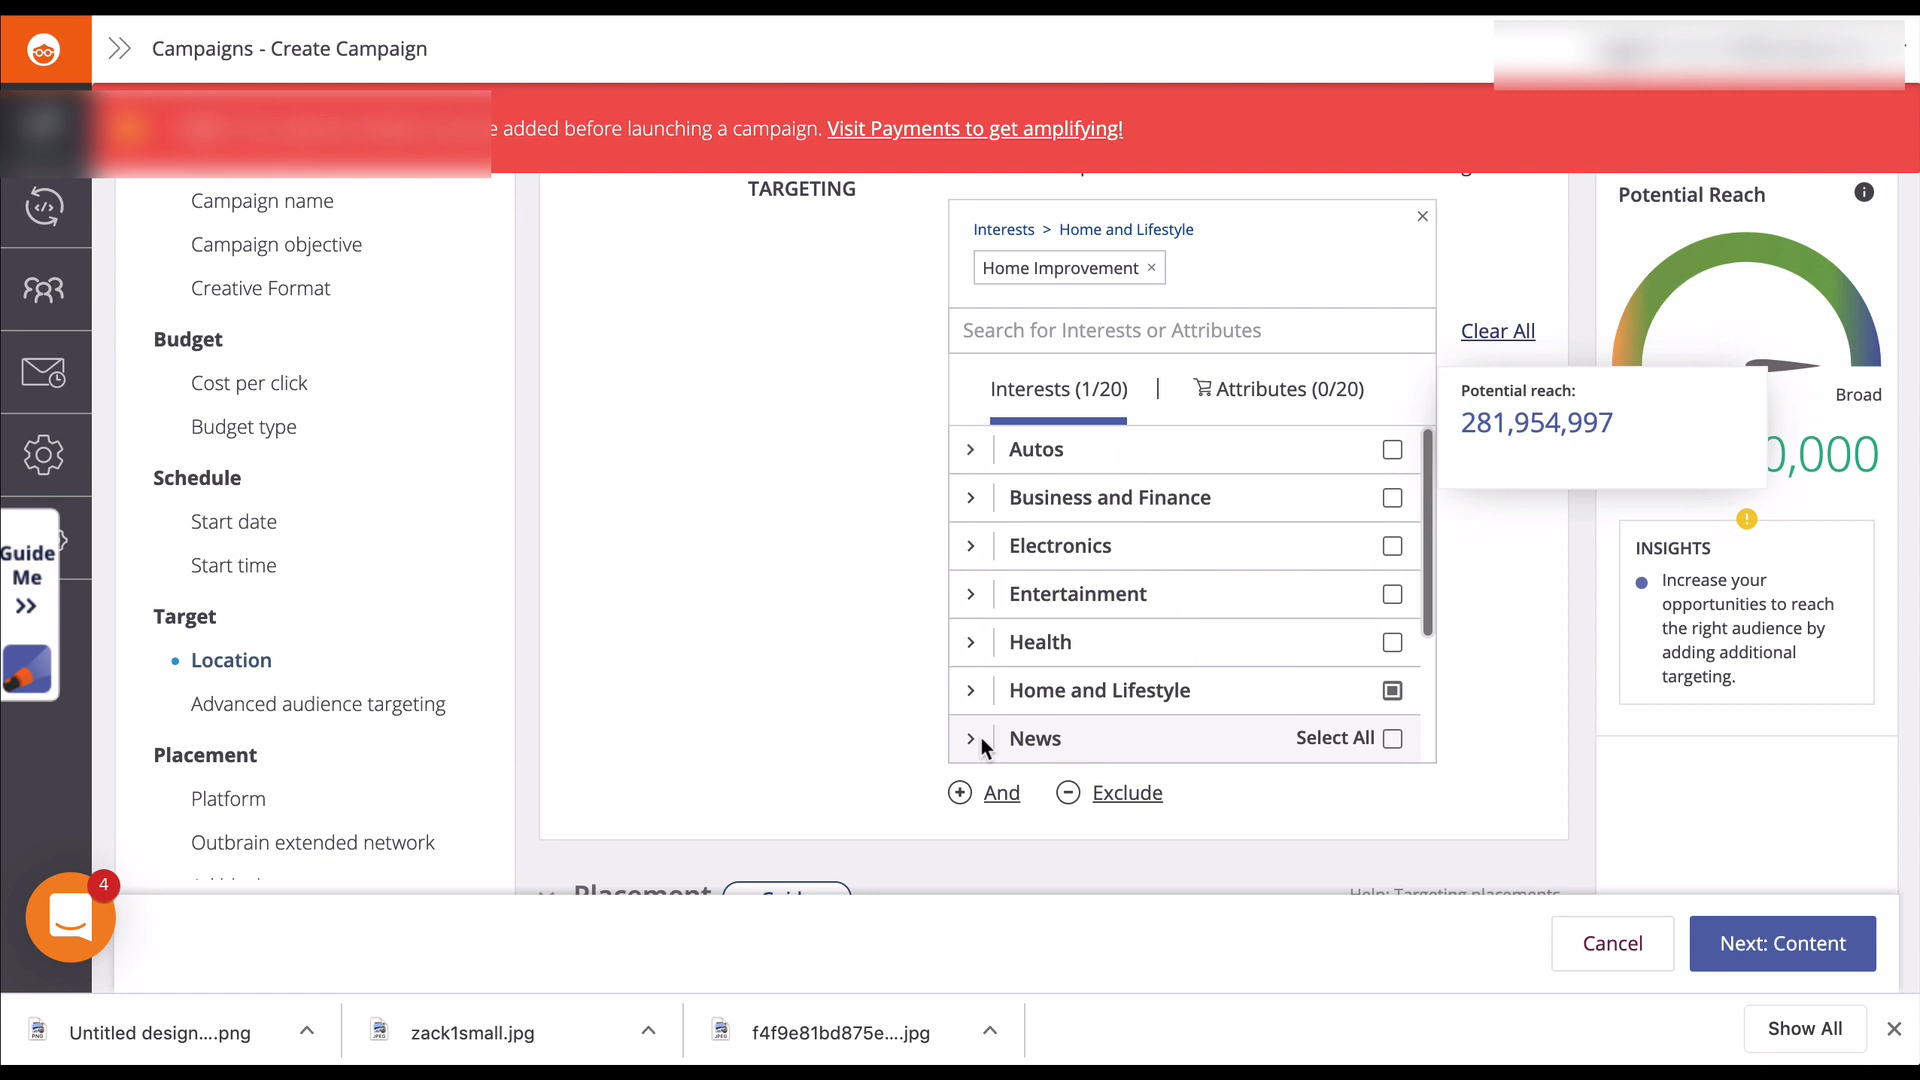 Campaigns - Create Campaign
added before launching a campaign. Visit Payments to get amplifying!
Campaign name
Campaign objective
Creative Format
Budget
Cost per click
Budget type
Schedule
Start date
Start time
Target
Location
Advanced audience targeting
Placement
Platform
Outbrain extended network
Guide
Me
TARGETING
Interests > Home and Lifestyle
Home Improvement ×
Search for Interests or Attributes
Clear All
Interests (1/20) | Attributes (0/20)
Autos
Business and Finance
Electronics
Entertainment
Health
Home and Lifestyle
News Select All
And Exclude
Placement
Help: Targeting placements
Potential Reach
Broad
Potential reach:
281,954,997
0,000
INSIGHTS
Increase your
opportunities to reach
the right audience by
adding additional
targeting.
4
Cancel
Next: Content
Untitled design....png
zack1small.jpg
f4f9e81bd875e....jpg
Show All